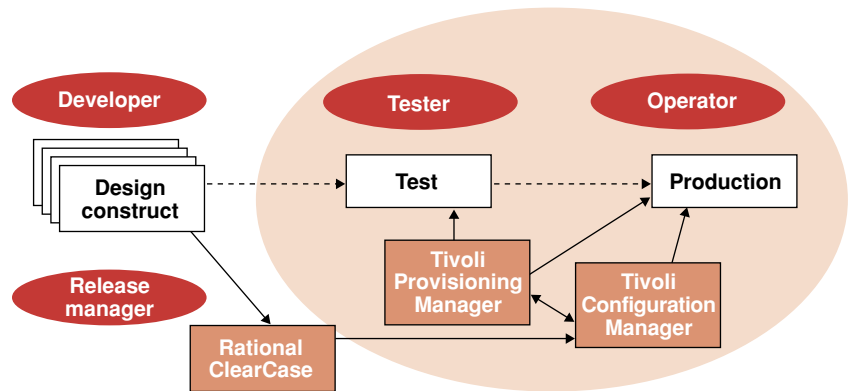 Developer
Tester
Operator
Design
construct
Test
Production
Release
manager
Tivoli
Provisioning
Manager
Tivoli
Configuration
Manager
Rational
ClearCase